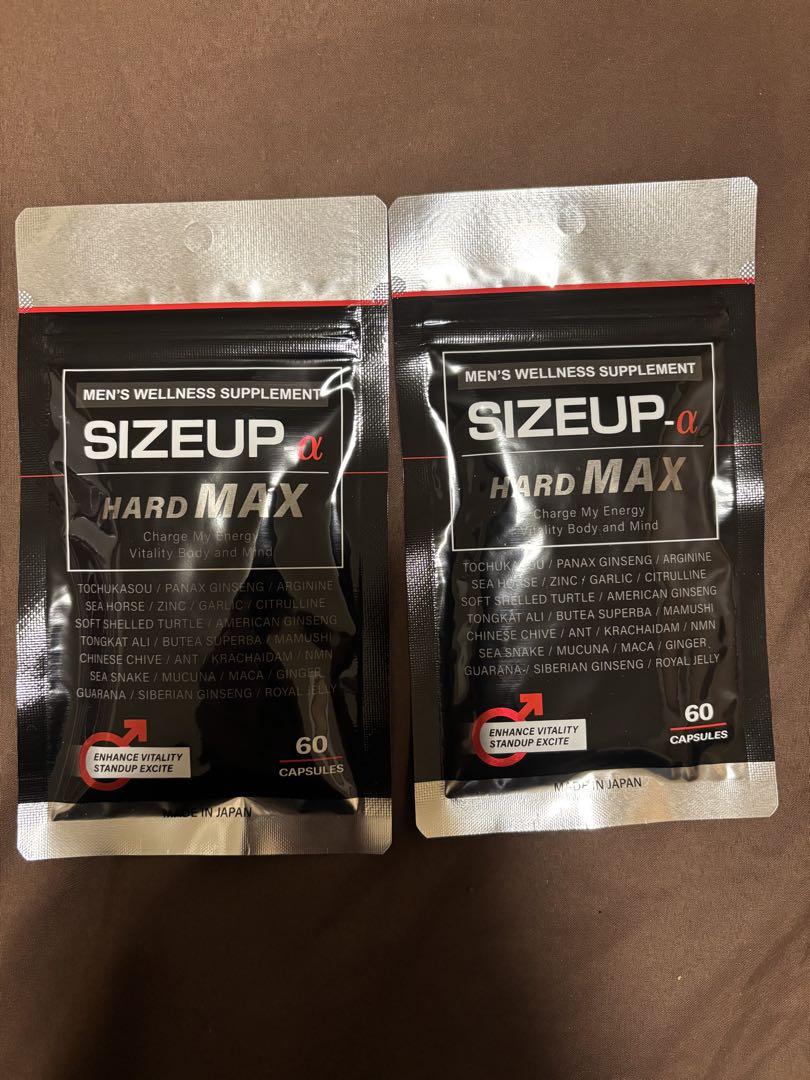 MEN'S WELLNESS SUPPLEMENT
SIZEUP-α
HARD MAX
Charge My Energy
Vitality Body and Mind
TOCHUKASOU / PANAX GINSENG / ARGININE
SEA HORSE / ZINC / GARLIC / CITRULLINE
SOFT SHELLED TURTLE / AMERICAN GINSENG
TONGKAT ALI / BUTEA SUPERBA / MAMUSHI
CHINESE CHIVE / ANT / KRACHAIDAM / NMN
SEA SNAKE / MUCUNA / MACA / GINGER
GUARANA / SIBERIAN GINSENG / ROYAL JELLY
ENHANCE VITALITY
STANDUP EXCITE
60
CAPSULES
MADE IN JAPAN
MEN'S WELLNESS SUPPLEMENT
SIZEUP-α
HARD MAX
Charge My Energy
Vitality Body and Mind
TOCHUKASOU / PANAX GINSENG / ARGININE
SEA HORSE / ZINC / GARLIC / CITRULLINE
SOFT SHELLED TURTLE / AMERICAN GINSENG
TONGKAT ALI / BUTEA SUPERBA / MAMUSHI
CHINESE CHIVE / ANT / KRACHAIDAM / NMN
SEA SNAKE / MUCUNA / MACA / GINGER
GUARANA / SIBERIAN GINSENG / ROYAL JELLY
ENHANCE VITALITY
STANDUP EXCITE
60
CAPSULES
MADE IN JAPAN